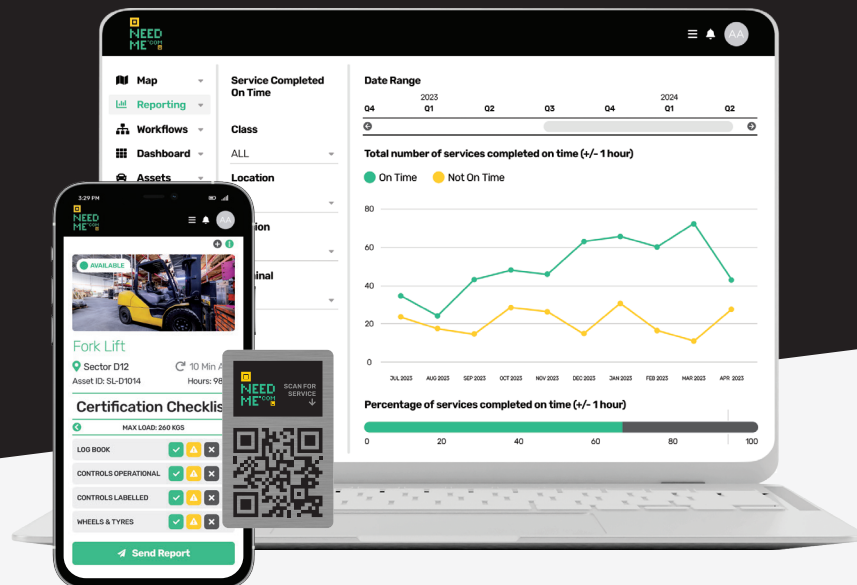 NEED
ME.COM
AA
Map
Reporting
Workflows
Dashboard
Assets
Service Completed
On Time
Class
ALL
Location
Date Range
2023
2024
Q4
Q1
Q2
Q3
Q4
Q1
Q2
Total number of services completed on time (+/- 1 hour)
On Time
Not On Time
80
60
40
20
0
JUL 2023
AUG 2023
SEP 2023
OCT 2023
NOV 2023
DEC 2023
JAN 2023
FEB 2023
MAR 2023
APR 2023
Percentage of services completed on time (+/- 1 hour)
0
20
40
60
80
100
3:29 PM
NEED
ME.COM
AA
AVAILABLE
Fork Lift
Sector D12
10 Min A
Asset ID: SL-D1014
Hours: 98
Certification Checklis
MAX LOAD: 260 KGS
LOG BOOK
CONTROLS OPERATIONAL
CONTROLS LABELLED
WHEELS & TYRES
Send Report
NEED
ME.COM
SCAN FOR
SERVICE